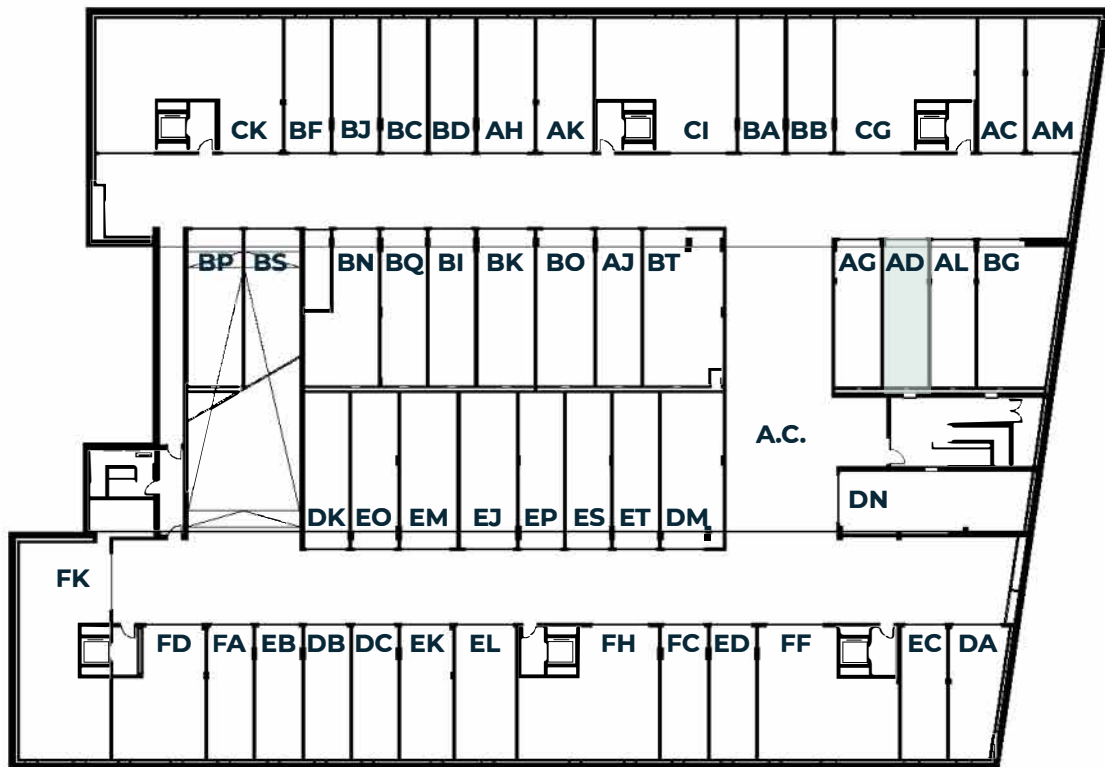 CK BF BJ BC BD AH AK CI BA BB CG AC AM
BP BS BN BQ BI BK BO AJ BT AG AD AL BG
A.C.
DN
DK EO EM EJ EP ES ET DM
FK
FD FA EB DB DC EK EL FH FC ED FF EC DA